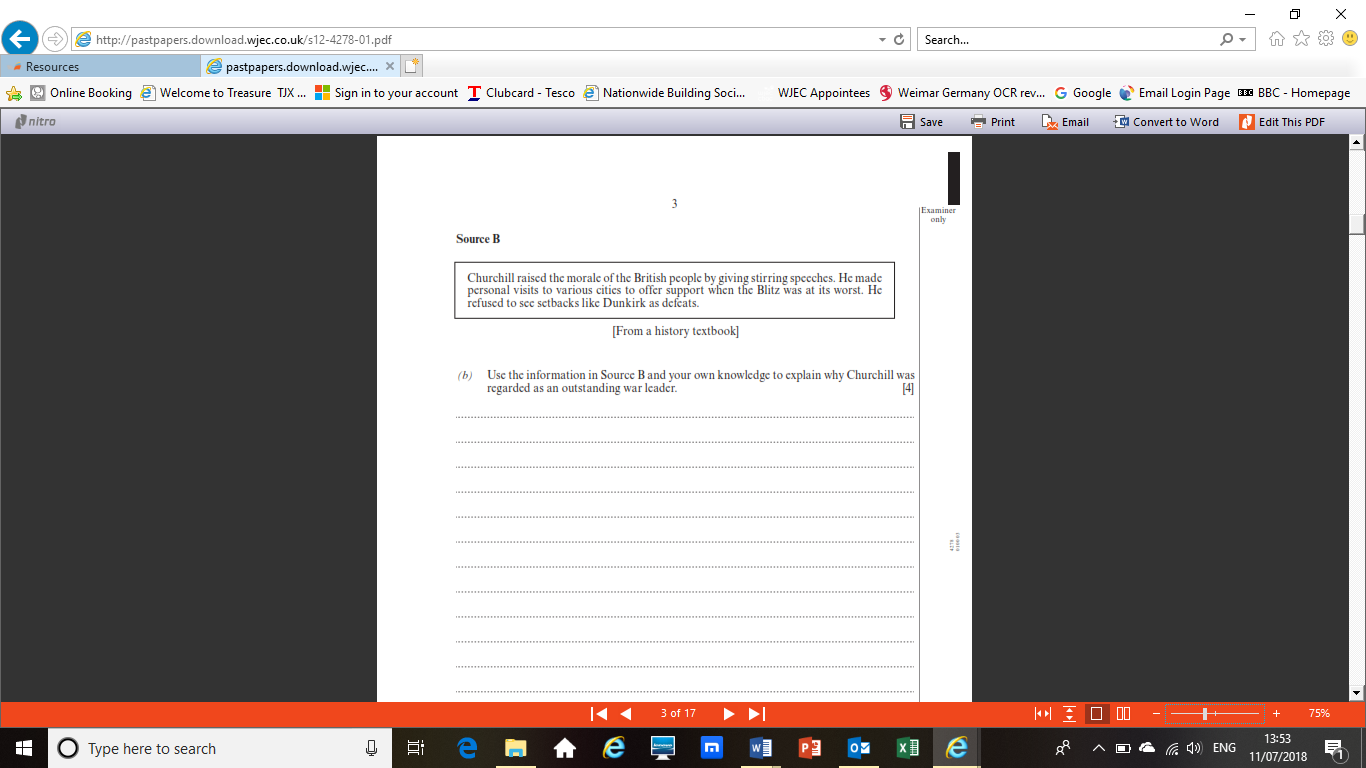 http://pastpapers.download.wjec.co.uk/s12-4278-01.pdf
Search...
Resources
pastpapers.download.wjec....
Online Booking
Welcome to Treasure TJX ...
Sign in to your account
Clubcard - Tesco
Nationwide Building Soci...
WJEC Appointees
Weimar Germany OCR rev...
Google
Email Login Page
BBC - Homepage
nitro
Save
Print
Email
Convert to Word
Edit This PDF
3
Examiner
only
Source B
Churchill raised the morale of the British people by giving stirring speeches. He made
personal visits to various cities to offer support when the Blitz was at its worst. He
refused to see setbacks like Dunkirk as defeats.
[From a history textbook]
(b) Use the information in Source B and your own knowledge to explain why Churchill was
regarded as an outstanding war leader. [4]
4278
3 of 17
75%
Type here to search
ENG
13:53
11/07/2018
1